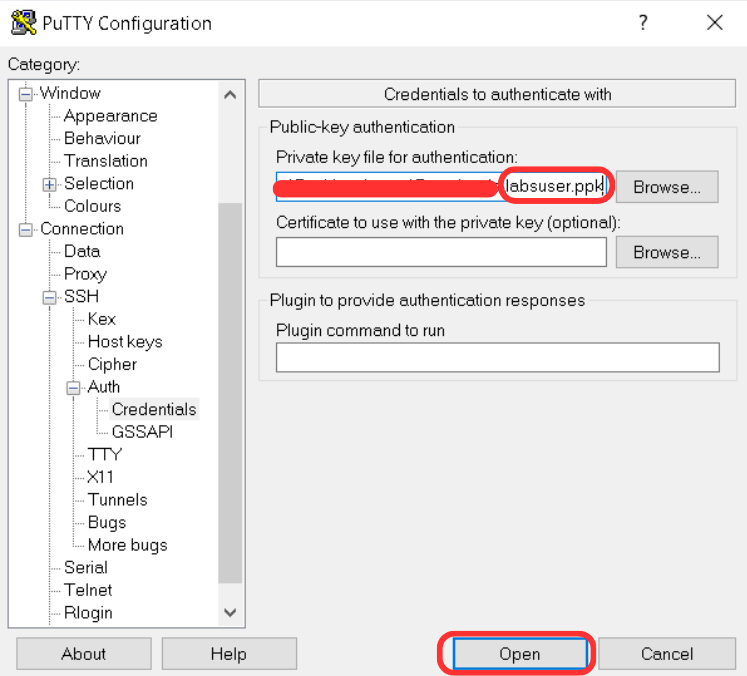 PuTTY Configuration
?
Category:
Window
Appearance
Behaviour
Translation
Selection
Colours
Connection
Data
Proxy
SSH
Kex
Host keys
Cipher
Auth
Credentials
GSSAPI
TTY
X11
Tunnels
Bugs
More bugs
Serial
Telnet
Rlogin
Credentials to authenticate with
Public-key authentication
Private key file for authentication:
labsuser.ppk
Browse...
Certificate to use with the private key (optional):
Browse...
Plugin to provide authentication responses
Plugin command to run
About
Help
Open
Cancel